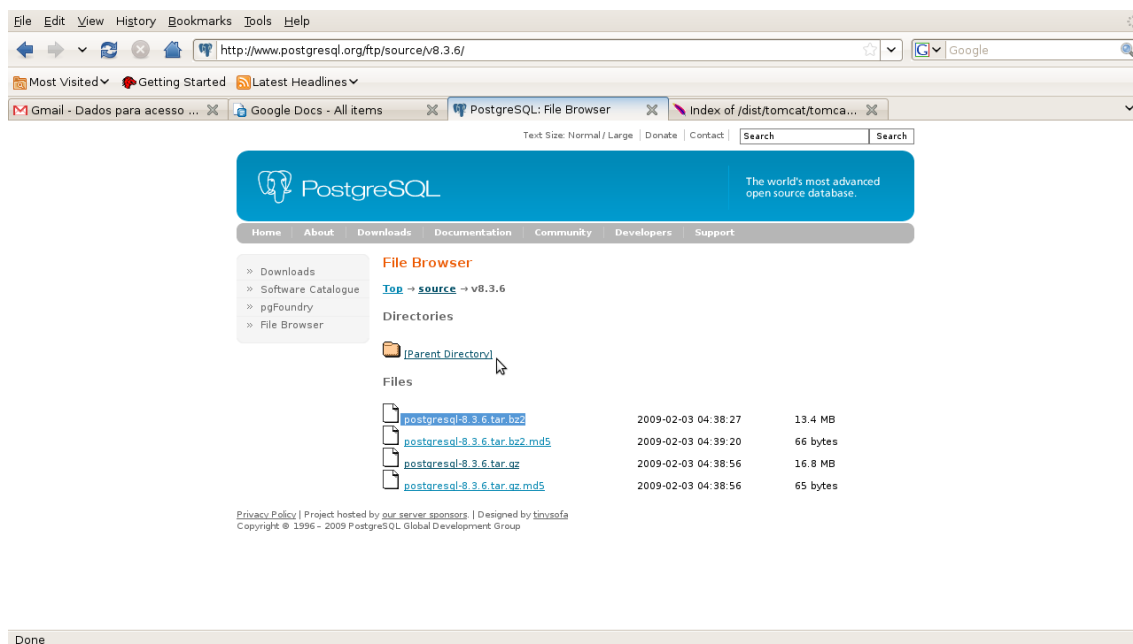 File Edit View History Bookmarks Tools Help
http://www.postgresql.org/ftp/source/v8.3.6/
G Google
Most Visited Getting Started Latest Headlines
Gmail - Dados para acesso ... Google Docs - All items PostgreSQL: File Browser Index of /dist/tomcat/tomca...
Text Size: Normal / Large | Donate | Contact | Search Search
PostgreSQL
The world's most advanced
open source database.
Home About Downloads Documentation Community Developers Support
» Downloads
» Software Catalogue
» pgFoundry
» File Browser
File Browser
Top → source → v8.3.6
Directories
[Parent Directory]
Files
postgresql-8.3.6.tar.bz2 2009-02-03 04:38:27 13.4 MB
postgresql-8.3.6.tar.bz2.md5 2009-02-03 04:39:20 66 bytes
postgresql-8.3.6.tar.gz 2009-02-03 04:38:56 16.8 MB
postgresql-8.3.6.tar.gz.md5 2009-02-03 04:38:56 65 bytes
Privacy Policy | Project hosted by our server sponsors. | Designed by tinysofa
Copyright © 1996 – 2009 PostgreSQL Global Development Group
Done